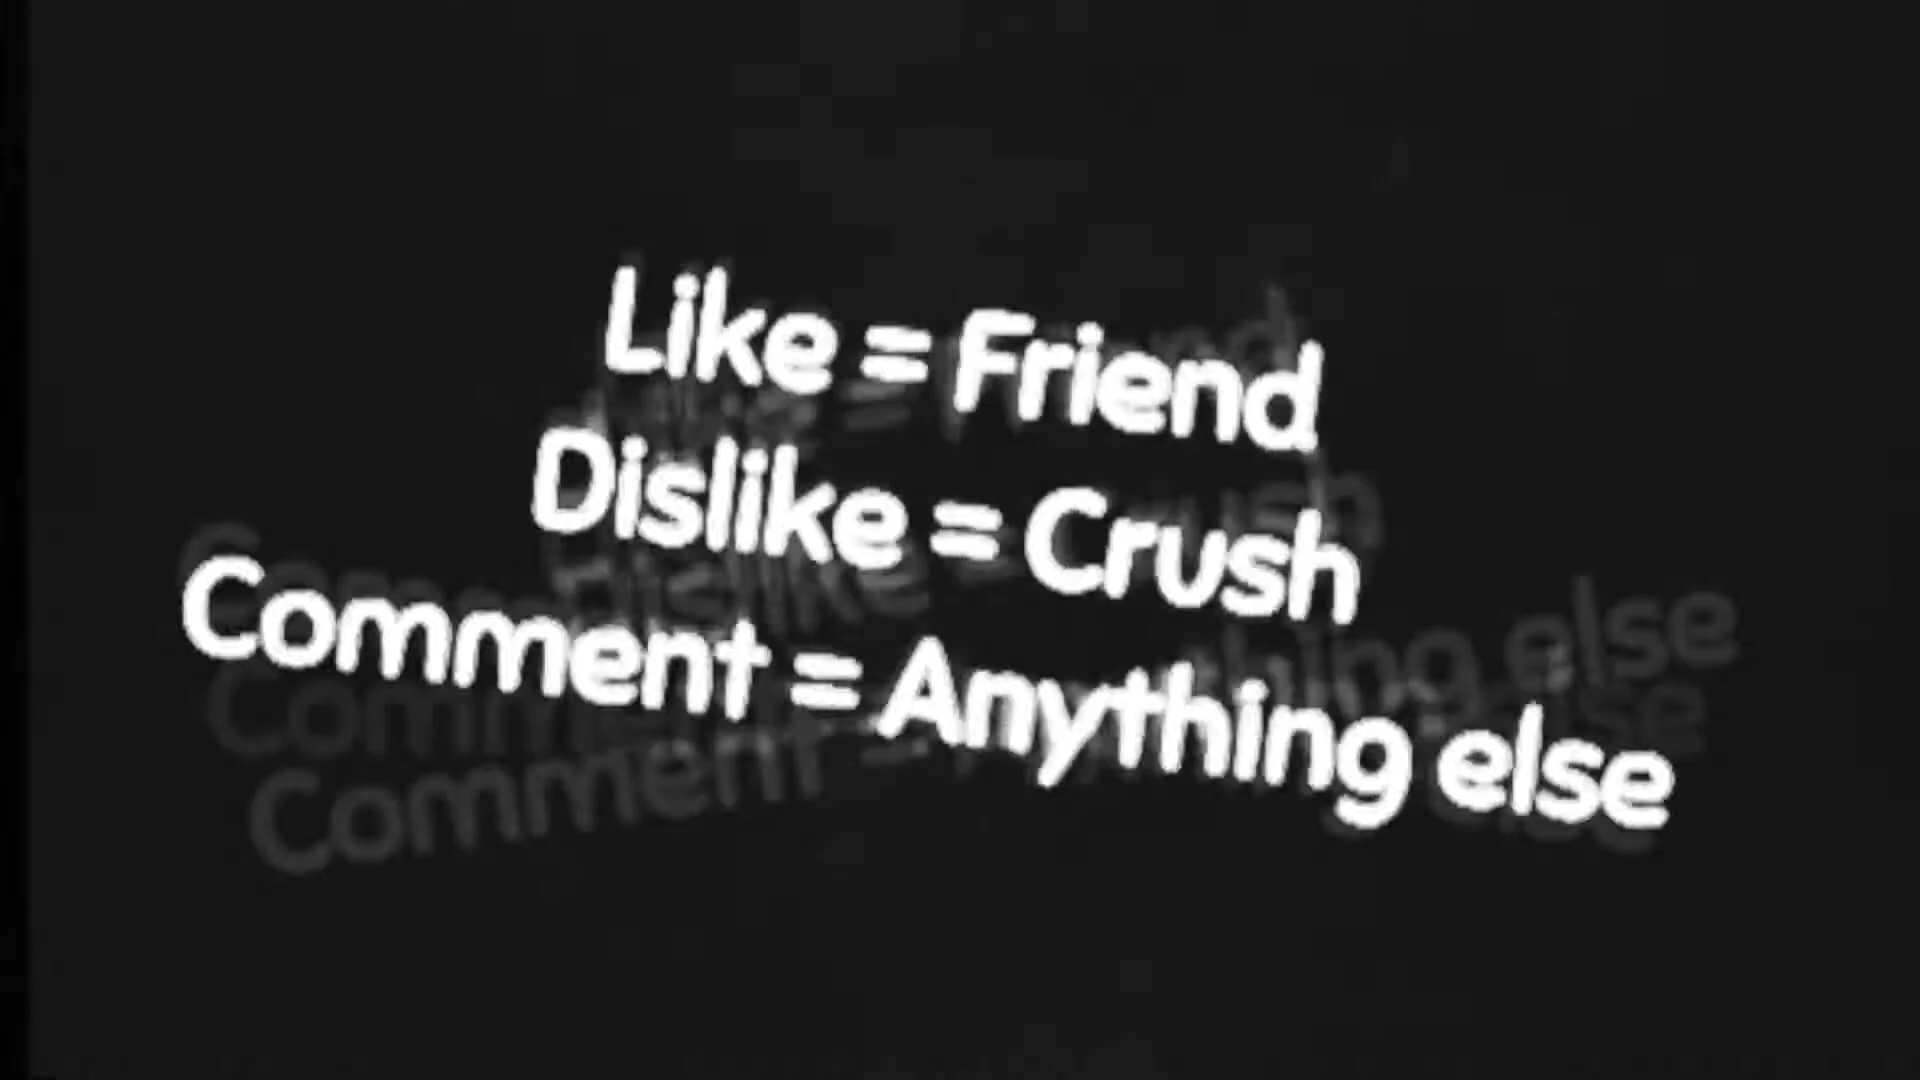 Like = Friend
Dislike = Crush
Comment = Anything else